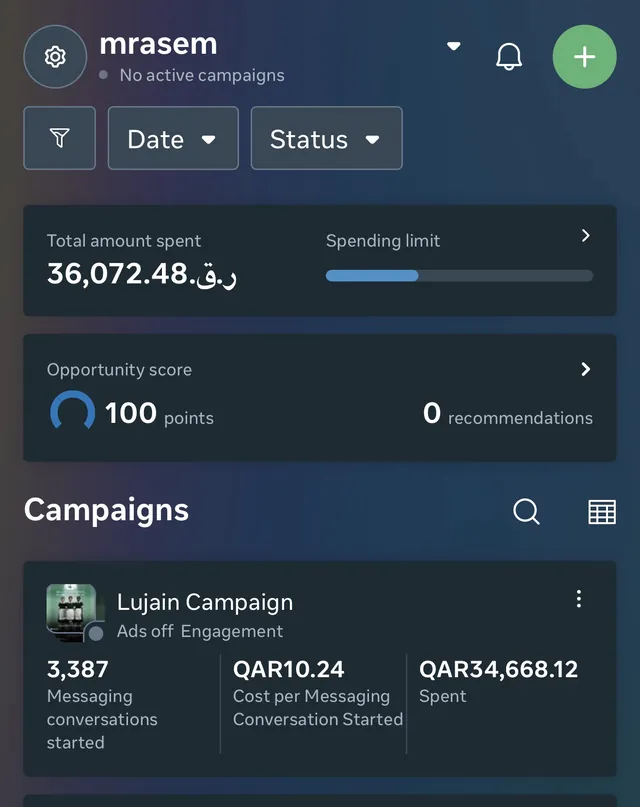 mrasem
No active campaigns
Date
Status
Total amount spent
Spending limit
36,072.48.ر.ق
Opportunity score
100 points
0 recommendations
Campaigns
Lujain Campaign
Ads off Engagement
3,387
Messaging
conversations
started
QAR10.24
Cost per Messaging
Conversation Started
QAR34,668.12
Spent